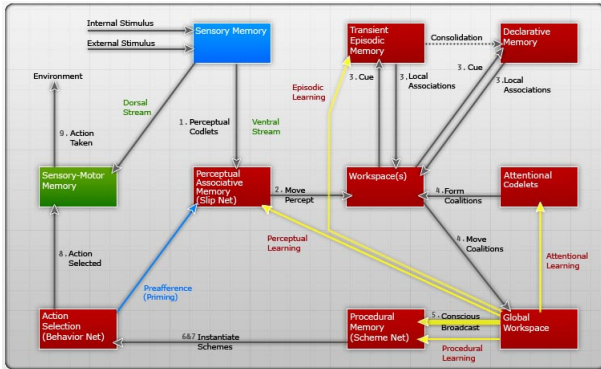 Internal Stimulus
External Stimulus
Sensory Memory
Transient
Episodic
Memory
Consolidation
Declarative
Memory
Environment
3. Cue
3. Local
Associations
3. Cue
3. Local
Associations
Episodic
Learning
Dorsal
Stream
1. Perceptual
Codlets
Ventral
Stream
9. Action
Taken
Sensory-Motor
Memory
Perceptual
Associative
Memory
(Slip Net)
2. Move
Percept
Workspace(s)
4. Form
Coalitions
Attentional
Codelets
Perceptual
Learning
4. Move
Coalitions
Attentional
Learning
8. Action
Selected
Preafference
(Priming)
Action
Selection
(Behavior Net)
6&7 Instantiate
Schemes
Procedural
Memory
(Scheme Net)
5. Conscious
Broadcast
Global
Workspace
Procedural
Learning